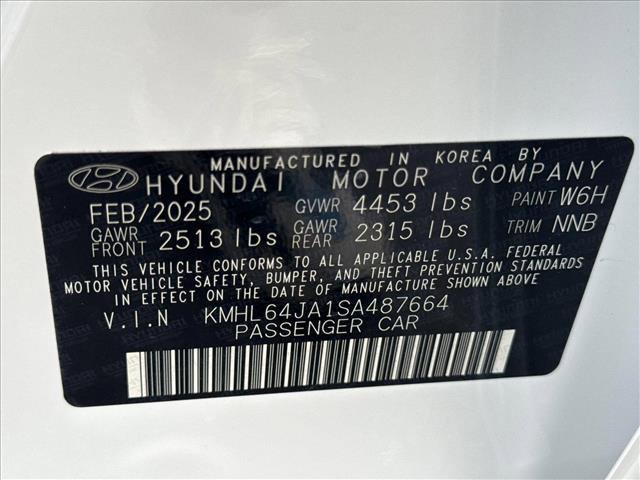 MANUFACTURED IN KOREA BY
HYUNDAI MOTOR COMPANY
FEB/2025 GVWR 4453 lbs PAINT W6H
GAWR FRONT 2513 lbs GAWR REAR 2315 lbs TRIM NNB
THIS VEHICLE CONFORMS TO ALL APPLICABLE U.S.A. FEDERAL
MOTOR VEHICLE SAFETY, BUMPER, AND THEFT PREVENTION STANDARDS
IN EFFECT ON THE DATE OF MANUFACTURE SHOWN ABOVE
V.I.N KMHL64JA1SA487664
PASSENGER CAR